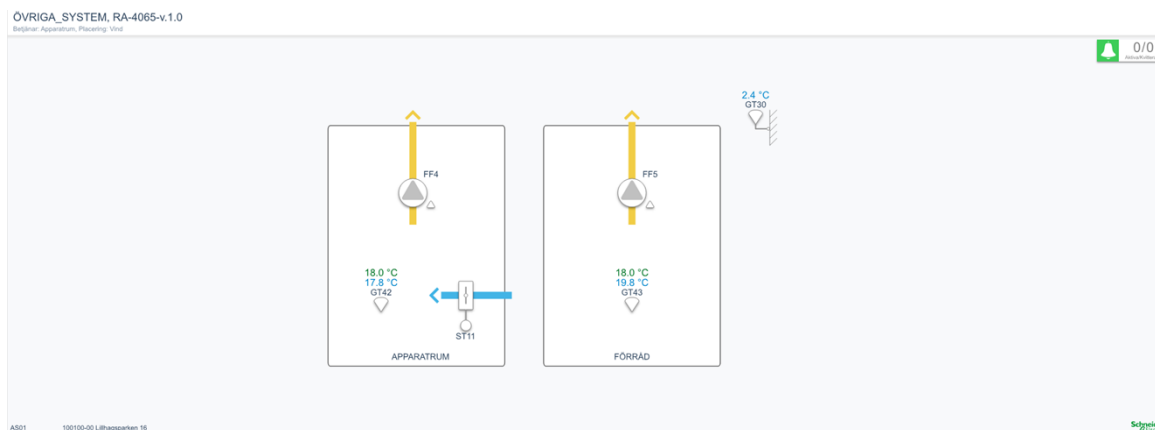 ÖVRIGA_SYSTEM, RA-4065-v.1.0
Betjänar: Apparatrum, Placering: Vind
0/0
2.4 °C
GT30
FF4
FF5
18.0 °C
17.8 °C
GT42
ST11
18.0 °C
19.8 °C
GT43
APPARATRUM
FÖRRÅD
AS01
100100-00 Lillhagsparken 16